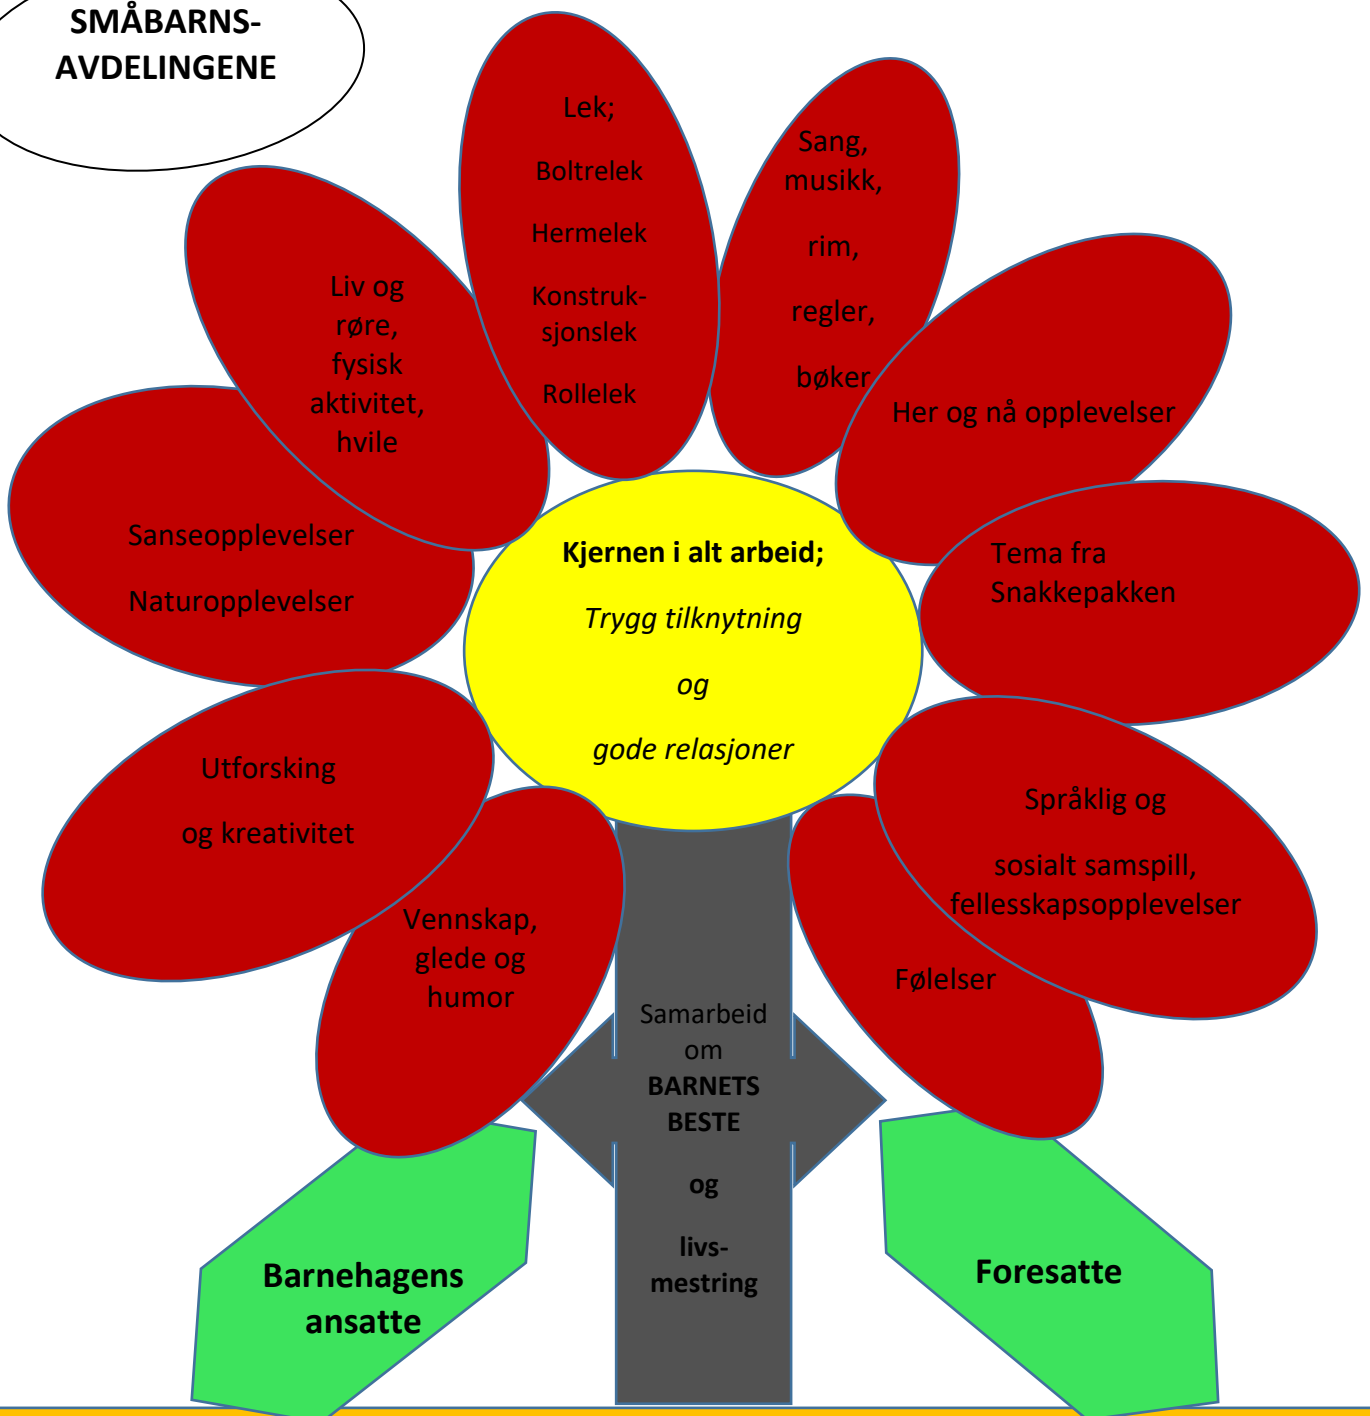 SMÅBARNS-
AVDELINGENE
Lek;
Boltrelek
Hermelek
Konstruk-
sjonslek
Rollelek
Sang,
musikk,
rim,
regler,
bøker
Liv og
røre,
fysisk
aktivitet,
hvile
Her og nå opplevelser
Sanseopplevelser
Naturopplevelser
Kjernen i alt arbeid;
Trygg tilknytning
og
gode relasjoner
Tema fra
Snakkepakken
Utforsking
og kreativitet
Språklig og
sosialt samspill,
fellesskapsopplevelser
Vennskap,
glede og
humor
Følelser
Samarbeid
om
BARNETS
BESTE
og
livs-
mestring
Barnehagens
ansatte
Foresatte